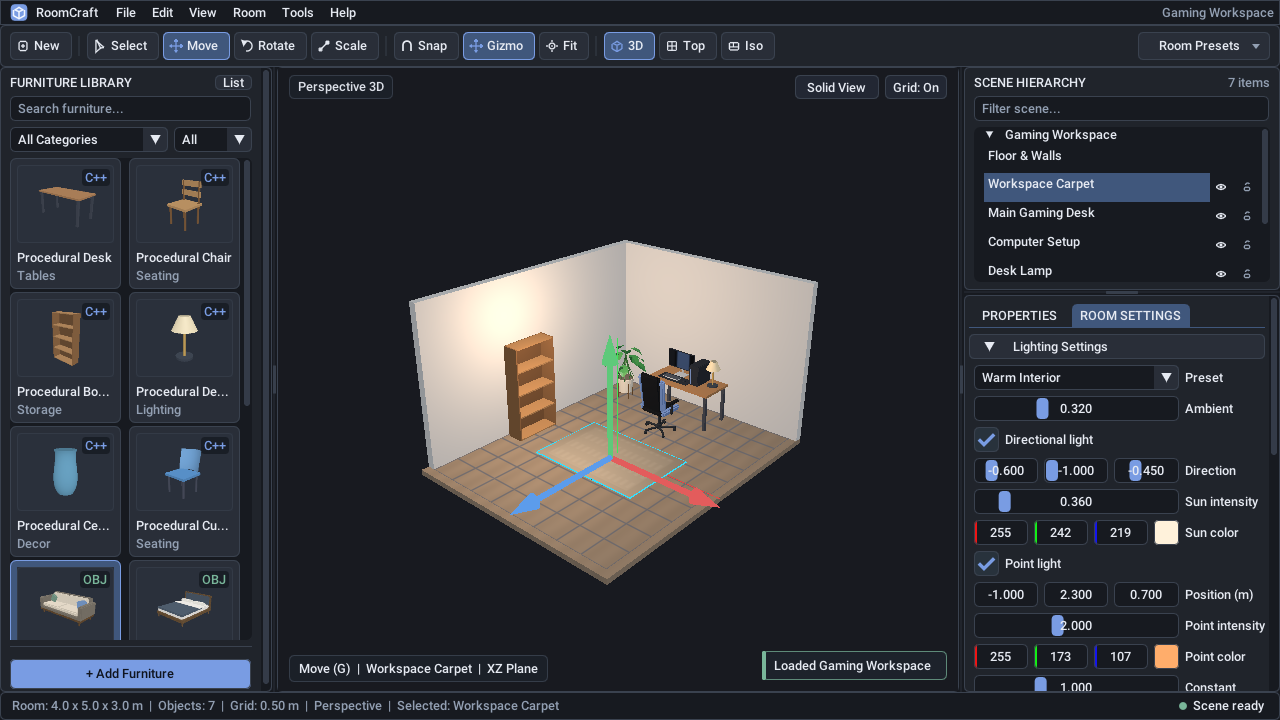 RoomCraft File Edit View Room Tools Help Gaming Workspace
New Select Move Rotate Scale Snap Gizmo Fit 3D Top Iso Room Presets
FURNITURE LIBRARY List
Search furniture...
All Categories All
C++ C++
Procedural Desk Procedural Chair
Tables Seating
C++ C++
Procedural Bo... Procedural De...
Storage Lighting
C++ C++
Procedural Ce... Procedural Cu...
Decor Seating
OBJ OBJ
+ Add Furniture
Perspective 3D Solid View Grid: On
Move (G) | Workspace Carpet | XZ Plane
Loaded Gaming Workspace
SCENE HIERARCHY 7 items
Filter scene...
Gaming Workspace
Floor & Walls
Workspace Carpet
Main Gaming Desk
Computer Setup
Desk Lamp
PROPERTIES ROOM SETTINGS
Lighting Settings
Warm Interior Preset
0.320 Ambient
Directional light
-0.600 -1.000 -0.450 Direction
0.360 Sun intensity
255 242 219 Sun color
Point light
-1.000 2.300 0.700 Position (m)
2.000 Point intensity
255 173 107 Point color
1.000 Constant
Room: 4.0 x 5.0 x 3.0 m | Objects: 7 | Grid: 0.50 m | Perspective | Selected: Workspace Carpet Scene ready